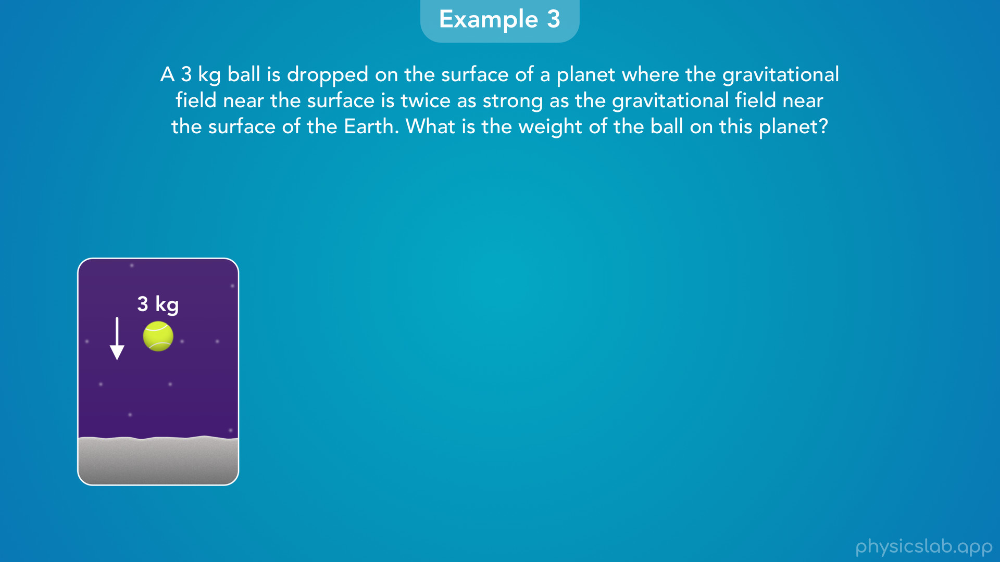 Example 3
A 3 kg ball is dropped on the surface of a planet where the gravitational
field near the surface is twice as strong as the gravitational field near
the surface of the Earth. What is the weight of the ball on this planet?
3 kg
physicslab.app